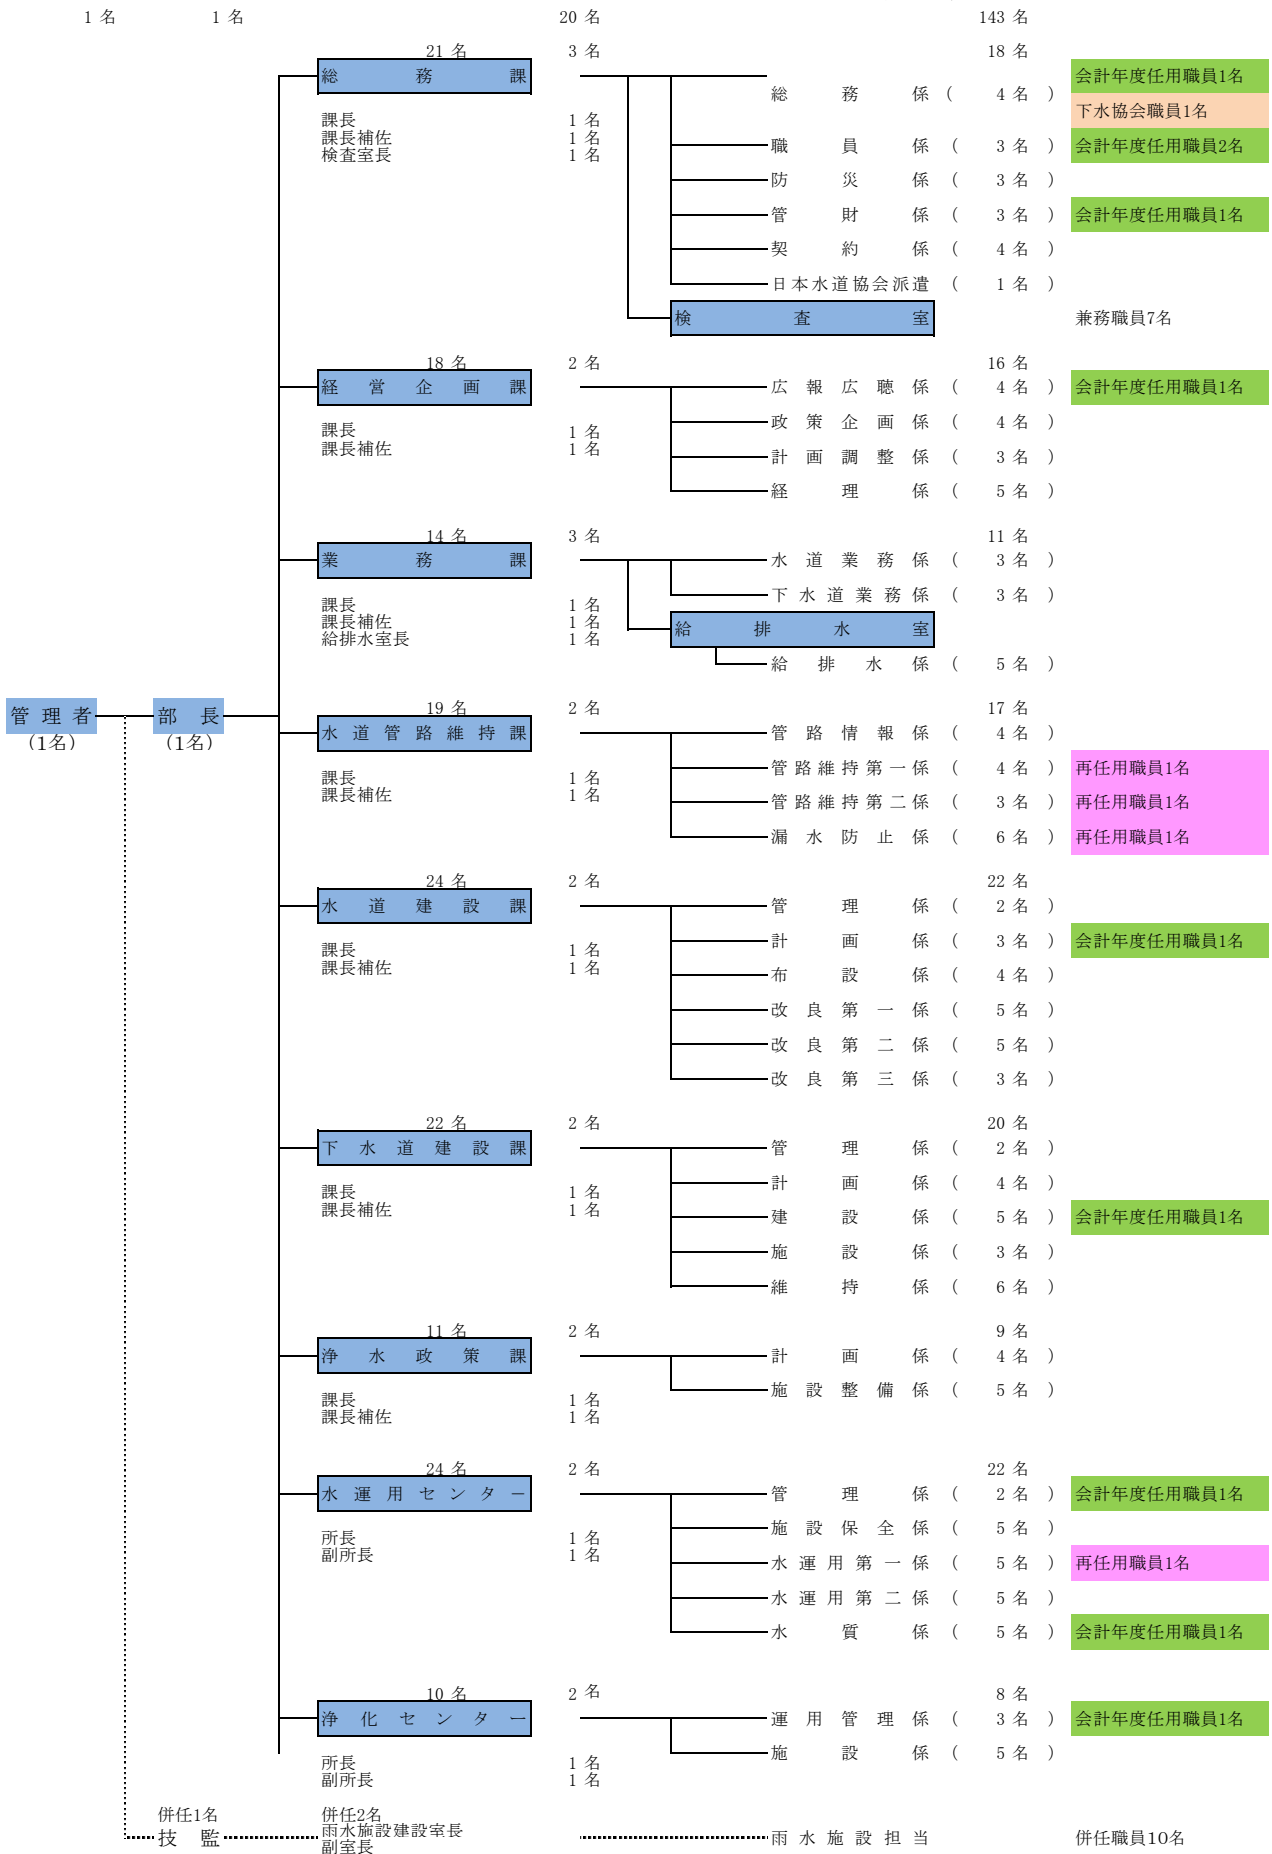 1 名 1 名 20 名 143 名
21 名 3 名 18 名
総務課 会計年度任用職員1名
総務係 ( 4 名 )
下水協会職員1名
課長 1 名
課長補佐 1 名
検査室長 1 名
職員係 ( 3 名 ) 会計年度任用職員2名
防災係 ( 3 名 )
管財係 ( 3 名 ) 会計年度任用職員1名
契約係 ( 4 名 )
日本水道協会派遣 ( 1 名 )
検査室 兼務職員7名
18 名 2 名 16 名
経営企画課 広報広聴係 ( 4 名 ) 会計年度任用職員1名
政策企画係 ( 4 名 )
課長 1 名
課長補佐 1 名
計画調整係 ( 3 名 )
経理係 ( 5 名 )
14 名 3 名 11 名
業務課 水道業務係 ( 3 名 )
下水道業務係 ( 3 名 )
課長 1 名
課長補佐 1 名
給排水室長 1 名
給排水室
給排水係 ( 5 名 )
19 名 2 名 17 名
管理者 部長
水道管路維持課 管路情報係 ( 4 名 )
(1名) (1名)
管路維持第一係 ( 4 名 ) 再任用職員1名
課長 1 名
課長補佐 1 名
管路維持第二係 ( 3 名 ) 再任用職員1名
漏水防止係 ( 6 名 ) 再任用職員1名
24 名 2 名 22 名
水道建設課 管理係 ( 2 名 )
計画係 ( 3 名 ) 会計年度任用職員1名
課長 1 名
課長補佐 1 名
布設係 ( 4 名 )
改良第一係 ( 5 名 )
改良第二係 ( 5 名 )
改良第三係 ( 3 名 )
22 名 2 名 20 名
下水道建設課 管理係 ( 2 名 )
計画係 ( 4 名 )
課長 1 名
課長補佐 1 名
建設係 ( 5 名 ) 会計年度任用職員1名
施設係 ( 3 名 )
維持係 ( 6 名 )
11 名 2 名 9 名
浄水政策課 計画係 ( 4 名 )
施設整備係 ( 5 名 )
課長 1 名
課長補佐 1 名
24 名 2 名 22 名
水運用センター 管理係 ( 2 名 ) 会計年度任用職員1名
施設保全係 ( 5 名 )
所長 1 名
副所長 1 名
水運用第一係 ( 5 名 ) 再任用職員1名
水運用第二係 ( 5 名 )
水質係 ( 5 名 ) 会計年度任用職員1名
10 名 2 名 8 名
浄化センター 運用管理係 ( 3 名 ) 会計年度任用職員1名
施設係 ( 5 名 )
所長 1 名
副所長 1 名
併任1名 併任2名
雨水施設建設室長
技監 雨水施設担当 併任職員10名
副室長